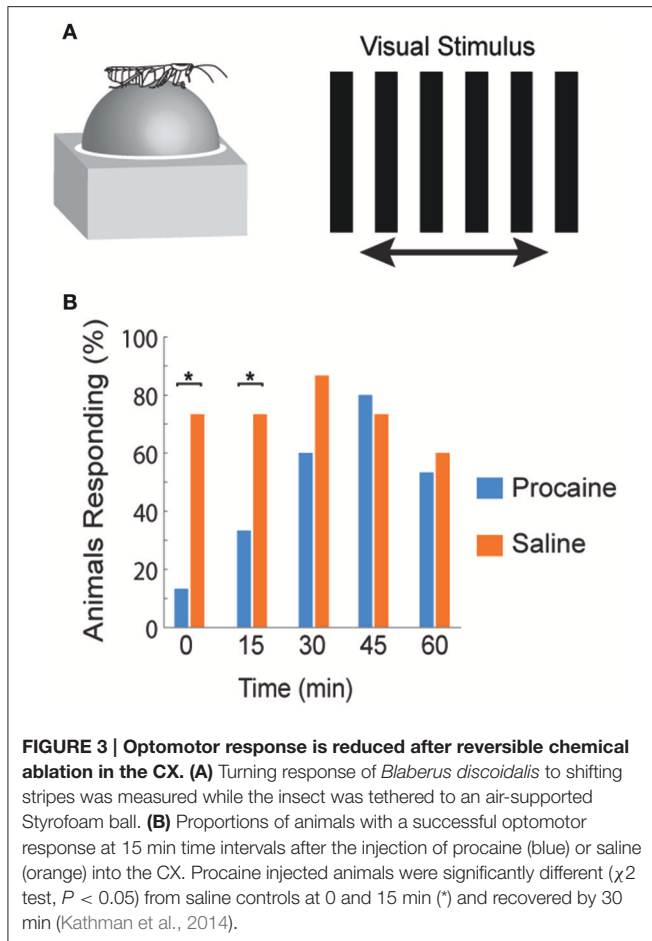 A
Visual Stimulus
B
Animals Responding (%)
100
80
60
40
20
0
* *
0 15 30 45 60
Time (min)
Procaine
Saline
FIGURE 3 | Optomotor response is reduced after reversible chemical
ablation in the CX. (A) Turning response of Blaberus discoidalis to shifting
stripes was measured while the insect was tethered to an air-supported
Styrofoam ball. (B) Proportions of animals with a successful optomotor
response at 15 min time intervals after the injection of procaine (blue) or saline
(orange) into the CX. Procaine injected animals were significantly different (χ2
test, P < 0.05) from saline controls at 0 and 15 min (*) and recovered by 30
min (Kathman et al., 2014).